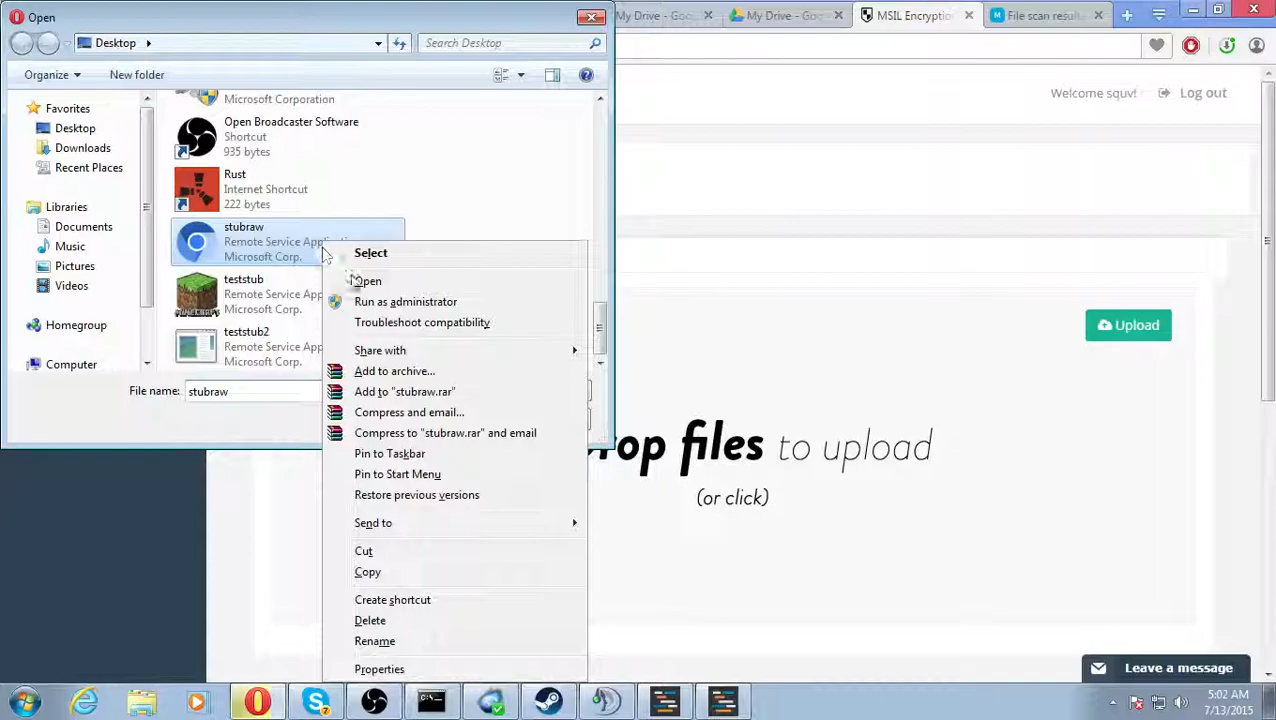 Open
My Drive - Goo
My Drive - Goo
MSIL Encryption
File scan resul
Desktop
Search Desktop
Organize
New folder
Welcome squv!
Log out
Favorites
Desktop
Downloads
Recent Places
Libraries
Documents
Music
Pictures
Videos
Homegroup
Computer
Microsoft Corporation
Open Broadcaster Software
Shortcut
935 bytes
Rust
Internet Shortcut
222 bytes
stubraw
Remote Service Appli
Microsoft Corp.
teststub
Remote Service App
Microsoft Corp.
teststub2
Remote Service App
Microsoft Corp.
File name:
stubraw
Select
Open
Run as administrator
Troubleshoot compatibility
Share with
Add to archive...
Add to "stubraw.rar"
Compress and email...
Compress to "stubraw.rar" and email
Pin to Taskbar
Pin to Start Menu
Restore previous versions
Send to
Cut
Copy
Create shortcut
Delete
Rename
Properties
Upload
rop files to upload
(or click)
Leave a message
5:02 AM
7/13/2015